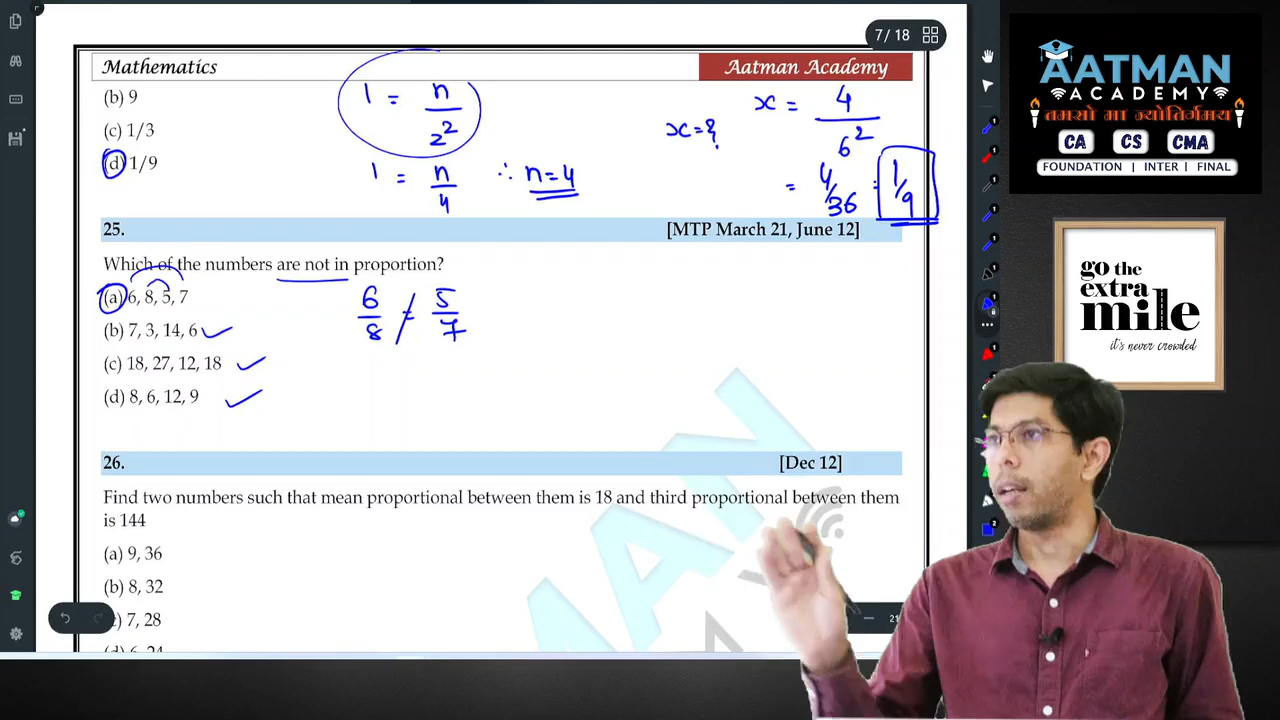 7 / 18
Mathematics
Aatman Academy
(b) 9
(c) 1/3
(d) 1/9
1 = n/2²
1 = n/4 ∴ n=4
x=?
x = 4/6²
= 4/36 = 1/9
25. [MTP March 21, June 12]
Which of the numbers are not in proportion?
(a) 6, 8, 5, 7
(b) 7, 3, 14, 6
(c) 18, 27, 12, 18
(d) 8, 6, 12, 9
6/8 ≠ 5/7
26. [Dec 12]
Find two numbers such that mean proportional between them is 18 and third proportional between them
is 144
(a) 9, 36
(b) 8, 32
7, 28
(d) 6, 24
AATMAN
ACADEMY
तमसो मा ज्योतिर्गमय
CA CS CMA
FOUNDATION | INTER | FINAL
go the
extra
mile
it's never crowded